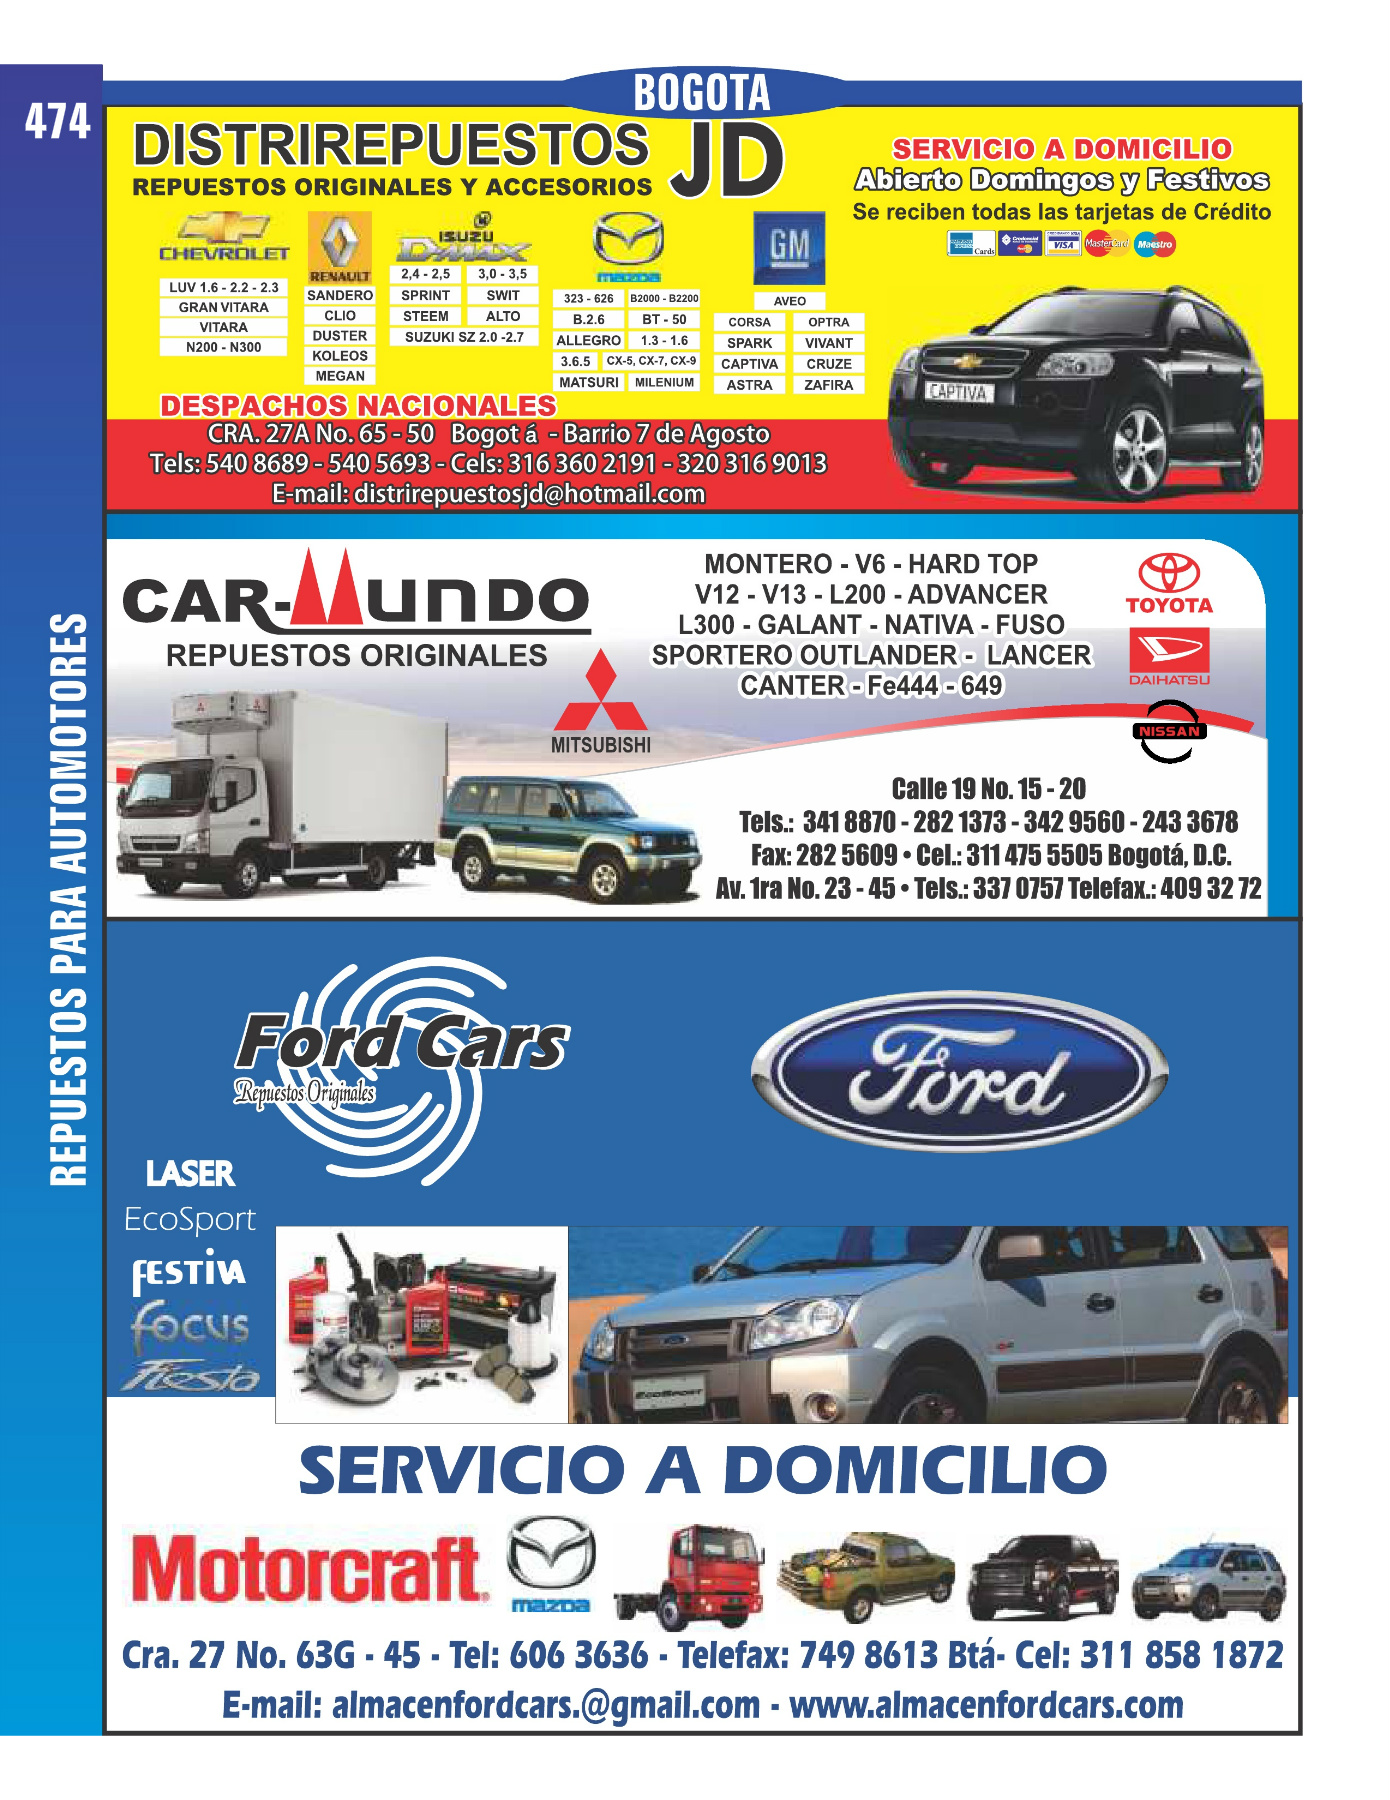 474
BOGOTA
REPUESTOS PARA AUTOMOTORES
DISTRIREPUESTOS JD
REPUESTOS ORIGINALES Y ACCESORIOS
SERVICIO A DOMICILIO
Abierto Domingos y Festivos
Se reciben todas las tarjetas de Crédito
Cards
Credencial
VISA
MasterCard
Maestro
CHEVROLET
LUV 1.6 - 2.2 - 2.3
GRAN VITARA
VITARA
N200 - N300
RENAULT
SANDERO
CLIO
DUSTER
KOLEOS
MEGAN
ISUZU
D-MAX
2,4 - 2,5 3,0 - 3,5
SPRINT SWIT
STEEM ALTO
SUZUKI SZ 2.0 -2.7
mazda
323 - 626 B2000 - B2200
B.2.6 BT - 50
ALLEGRO 1.3 - 1.6
3.6.5 CX-5, CX-7, CX-9
MATSURI MILENIUM
GM
AVEO
CORSA OPTRA
SPARK VIVANT
CAPTIVA CRUZE
ASTRA ZAFIRA
CAPTIVA
DESPACHOS NACIONALES
CRA. 27A No. 65 - 50 Bogot á - Barrio 7 de Agosto
Tels: 540 8689 - 540 5693 - Cels: 316 360 2191 - 320 316 9013
E-mail: distrirepuestosjd@hotmail.com
CAR-MUNDO
REPUESTOS ORIGINALES
MITSUBISHI
MONTERO - V6 - HARD TOP
V12 - V13 - L200 - ADVANCER
L300 - GALANT - NATIVA - FUSO
SPORTERO OUTLANDER - LANCER
CANTER - Fe444 - 649
TOYOTA
DAIHATSU
NISSAN
Calle 19 No. 15 - 20
Tels.: 341 8870 - 282 1373 - 342 9560 - 243 3678
Fax: 282 5609 • Cel.: 311 475 5505 Bogotá, D.C.
Av. 1ra No. 23 - 45 • Tels.: 337 0757 Telefax.: 409 32 72
Ford Cars
Repuestos Originales
Ford
LASER
EcoSport
FESTIVA
Focus
Fiesta
EcoSport
SERVICIO A DOMICILIO
Motorcraft®
mazda
Cra. 27 No. 63G - 45 - Tel: 606 3636 - Telefax: 749 8613 Btá- Cel: 311 858 1872
E-mail: almacenfordcars.@gmail.com - www.almacenfordcars.com